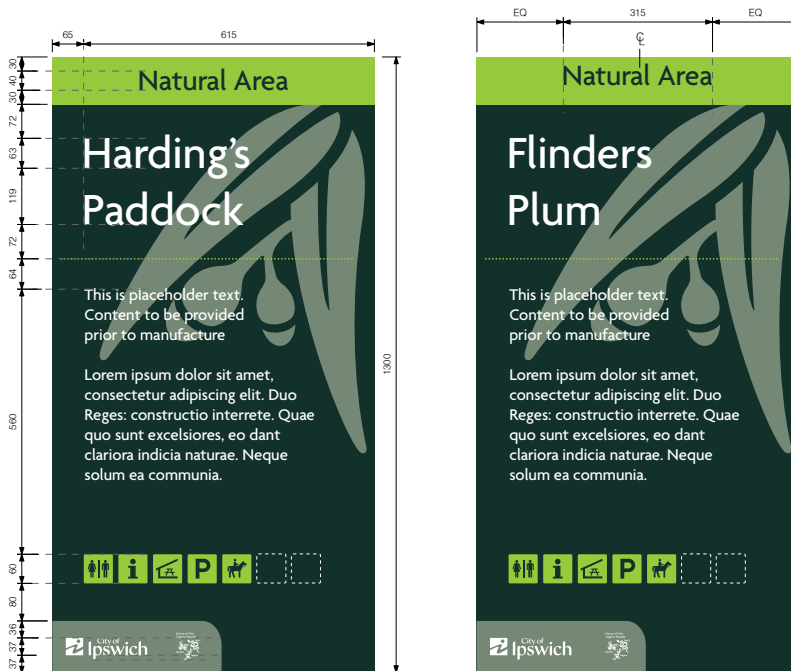 65
615
30
40
30
72
63
119
72
64
560
60
80
36
37
37
1300
Natural Area
Harding's
Paddock
This is placeholder text.
Content to be provided
prior to manufacture
Lorem ipsum dolor sit amet,
consectetur adipiscing elit. Duo
Reges: constructio interrete. Quae
quo sunt excelsiores, eo dant
clariora indicia naturae. Neque
solum ea communia.
i
P
City of
Ipswich
EQ
315
EQ
CL
Natural Area
Flinders
Plum
This is placeholder text.
Content to be provided
prior to manufacture
Lorem ipsum dolor sit amet,
consectetur adipiscing elit. Duo
Reges: constructio interrete. Quae
quo sunt excelsiores, eo dant
clariora indicia naturae. Neque
solum ea communia.
i
P
City of
Ipswich